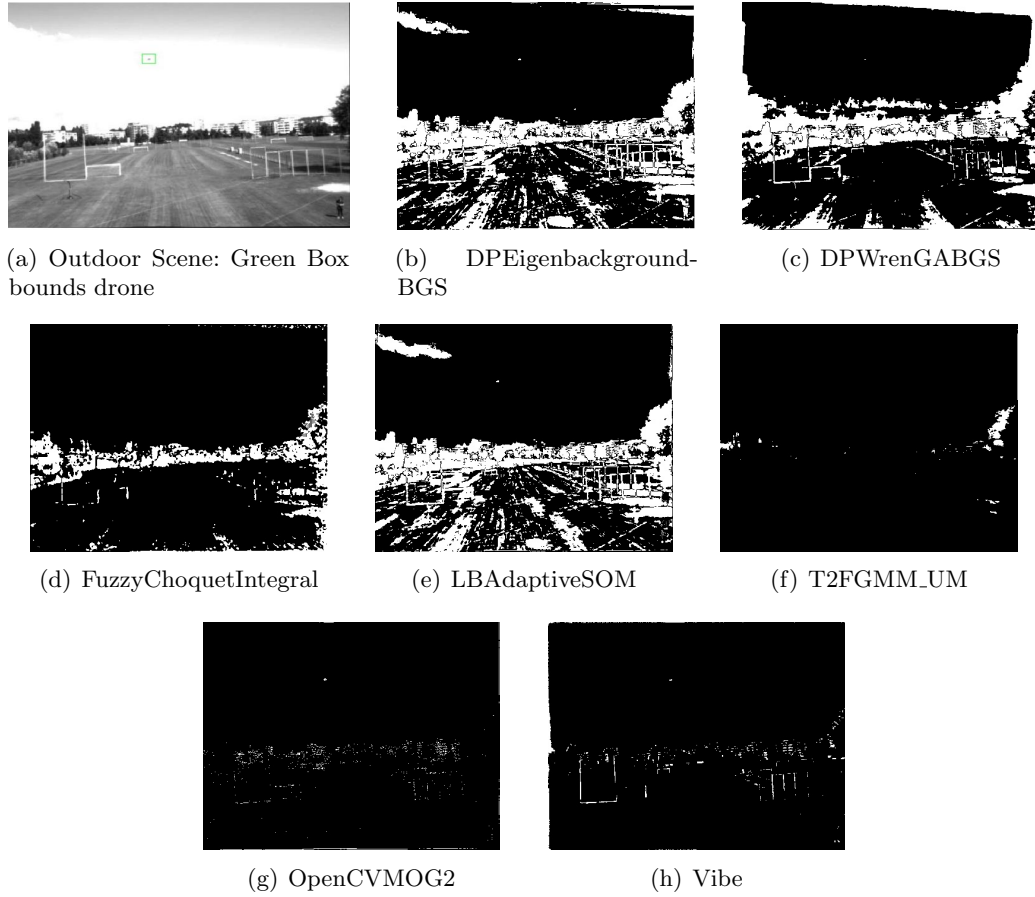 (a) Outdoor Scene: Green Box
bounds drone
(b) DPEigenbackground-
BGS
(c) DPWrenGABGS
(d) FuzzyChoquetIntegral
(e) LBAdaptiveSOM
(f) T2FGMM_UM
(g) OpenCVMOG2
(h) Vibe